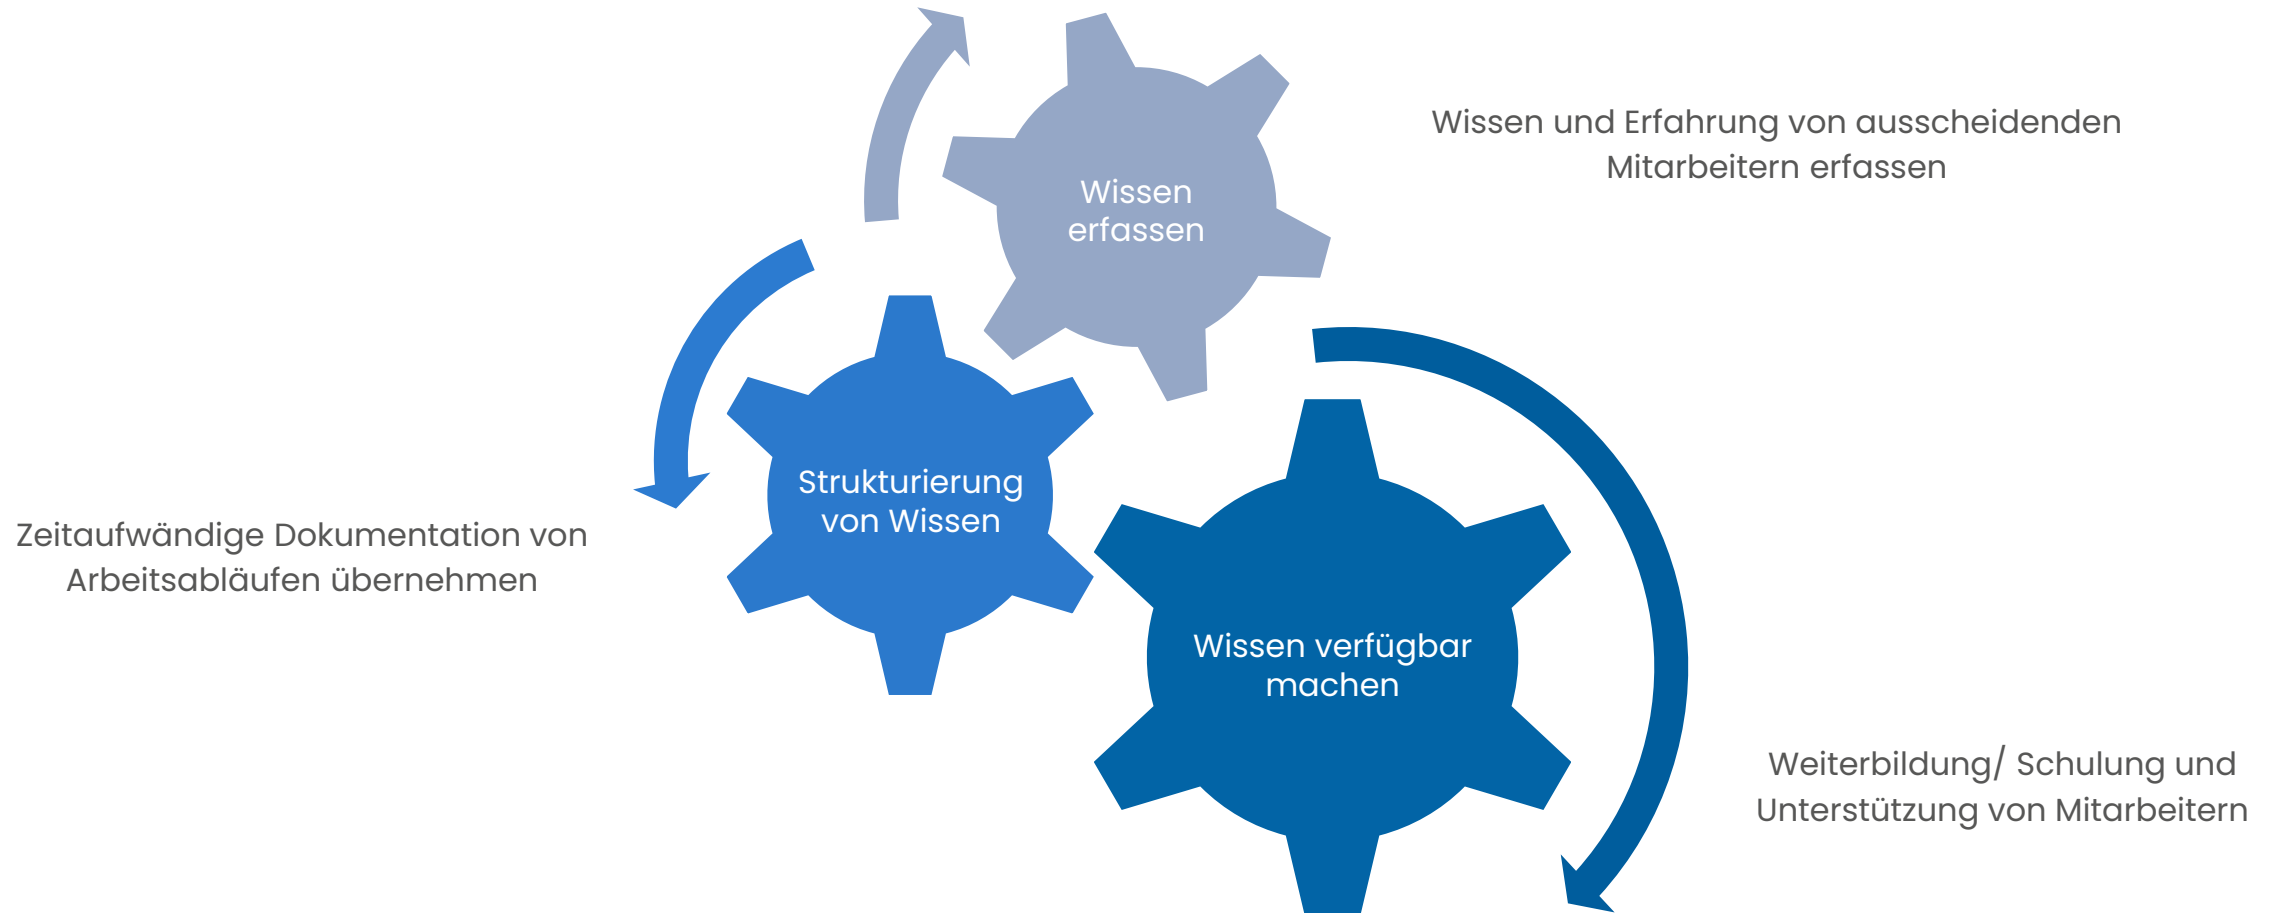 Wissen und Erfahrung von ausscheidenden
Mitarbeitern erfassen
Wissen
erfassen
Strukturierung
von Wissen
Zeitaufwändige Dokumentation von
Arbeitsabläufen übernehmen
Wissen verfügbar
machen
Weiterbildung/ Schulung und
Unterstützung von Mitarbeitern